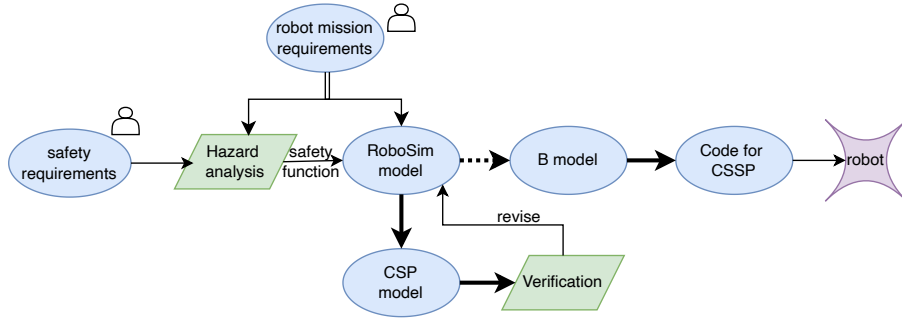 robot mission
requirements
safety
requirements
Hazard
analysis
safety
function
RoboSim
model
B model
Code for
CSSP
robot
revise
CSP
model
Verification